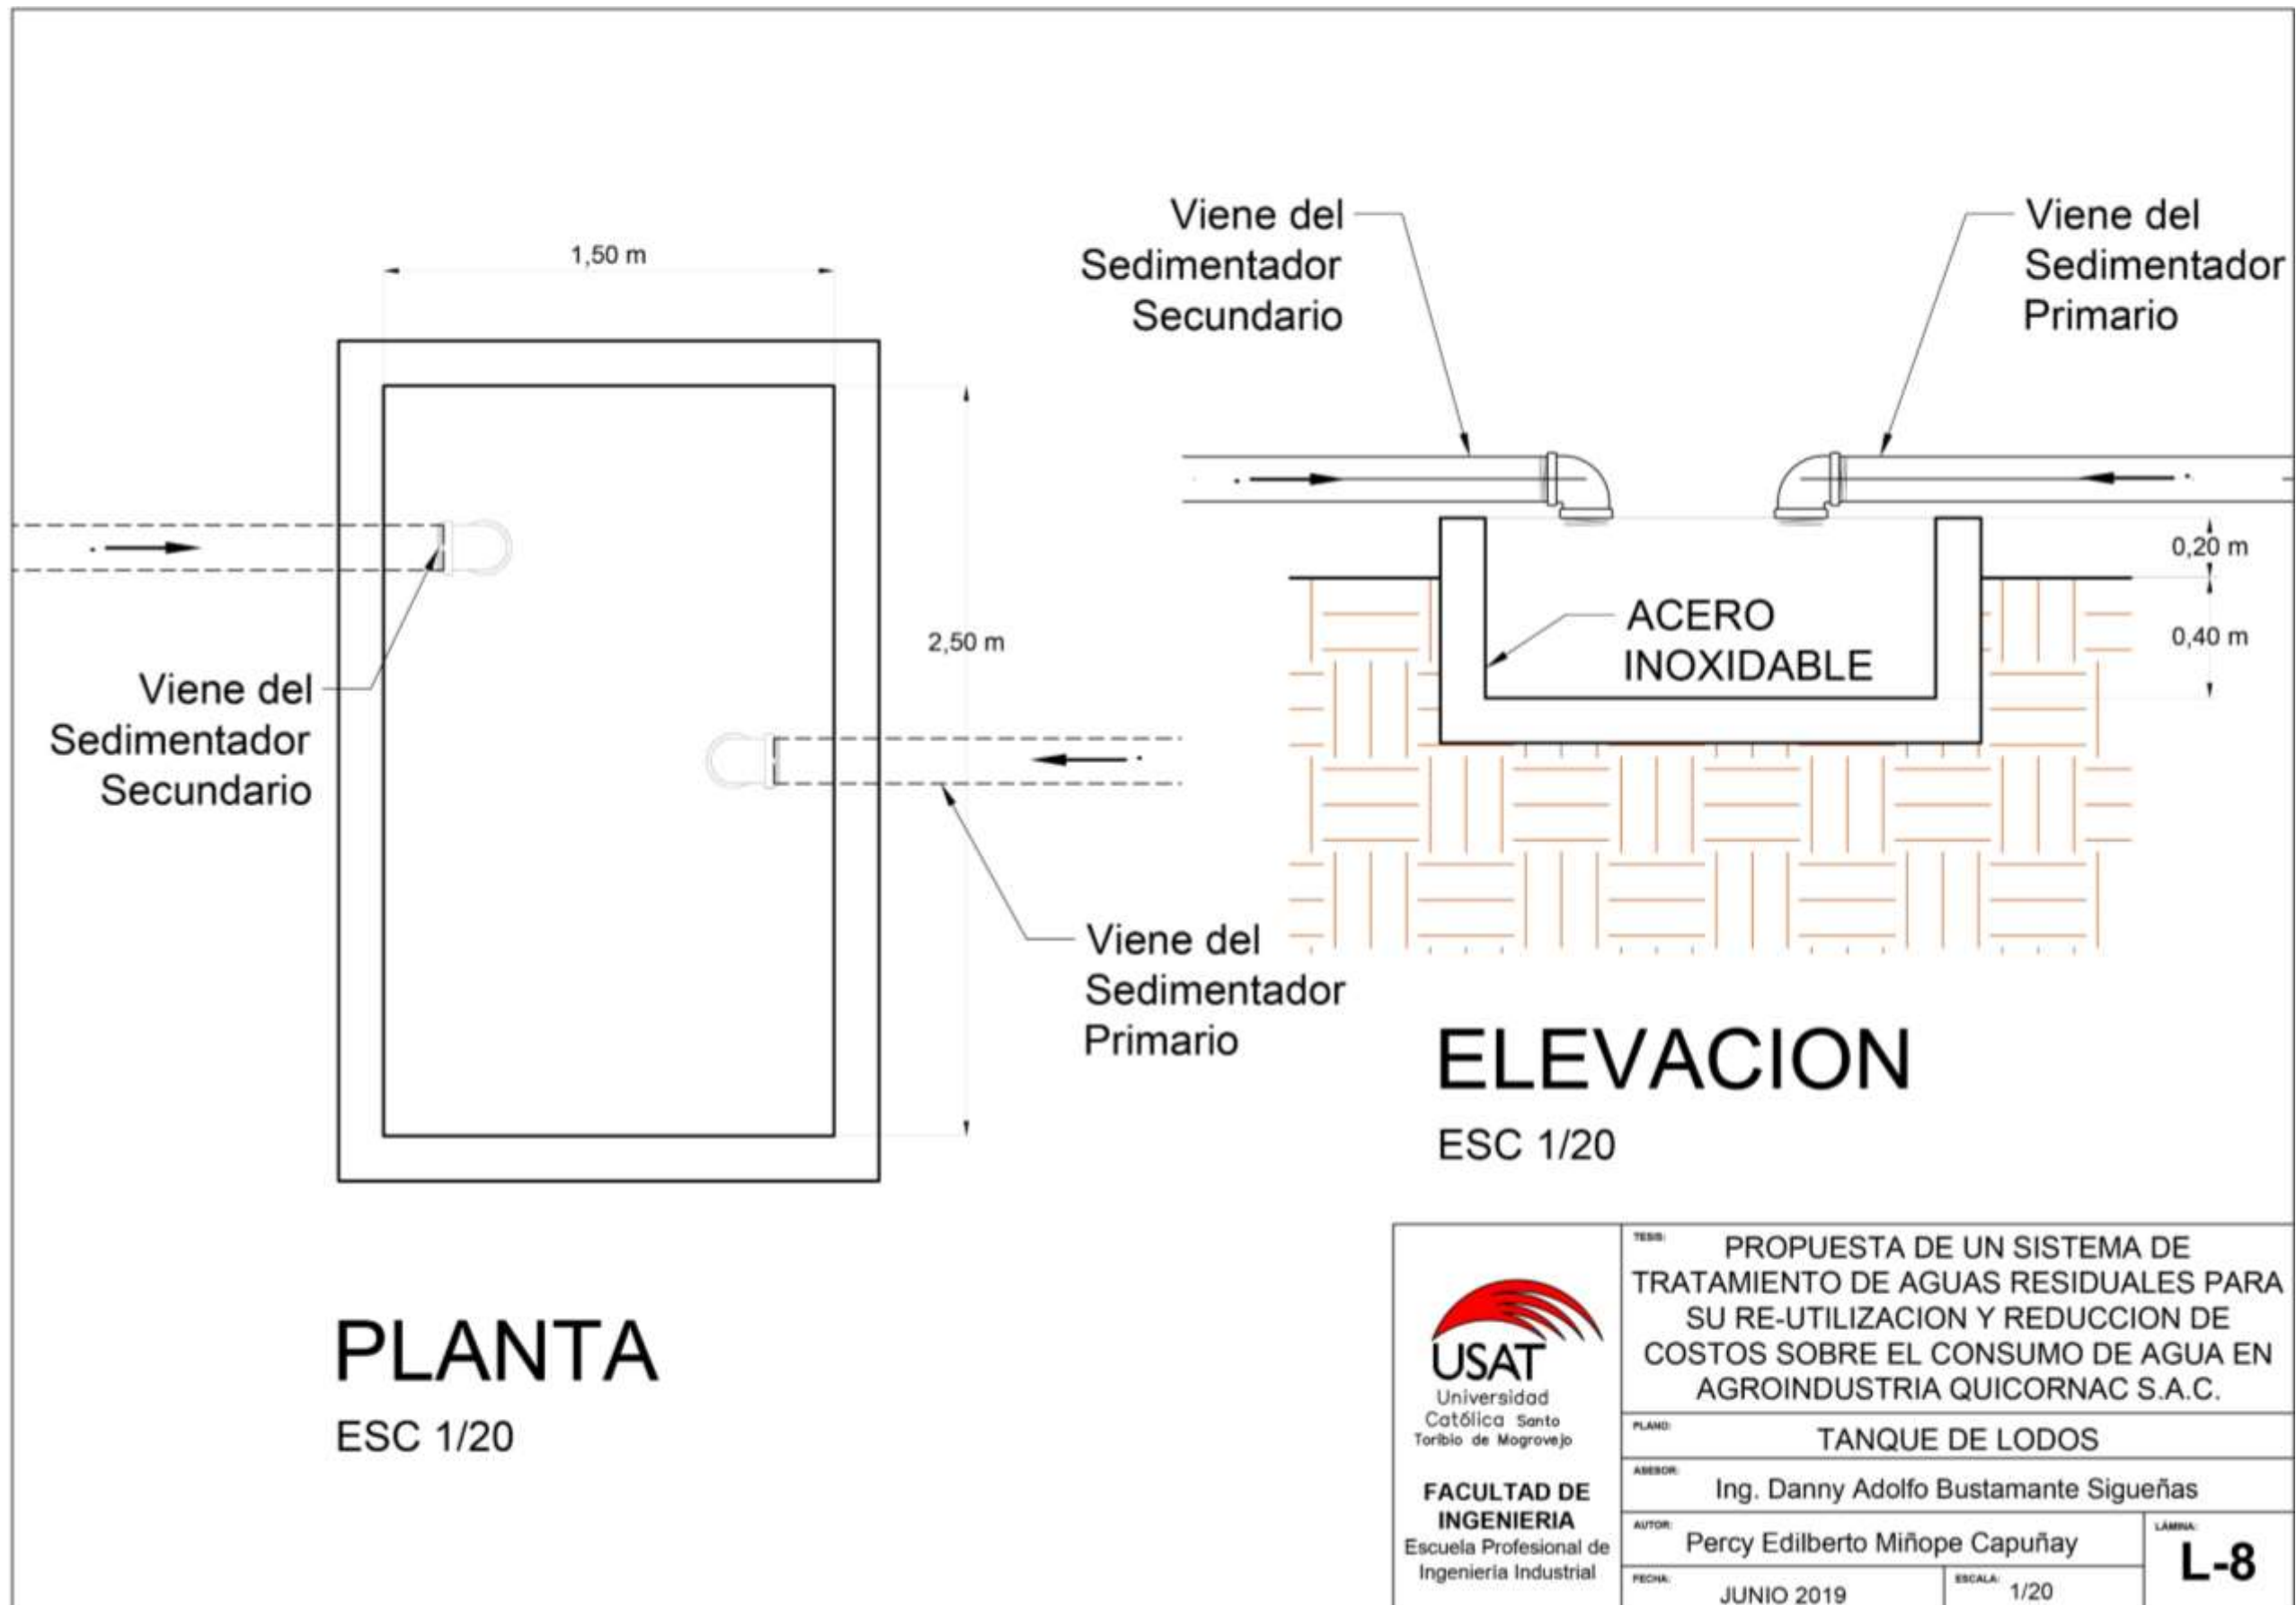 1,50 m
2,50 m
Viene del
Sedimentador
Secundario
Viene del
Sedimentador
Primario
PLANTA
ESC 1/20
Viene del
Sedimentador
Secundario
Viene del
Sedimentador
Primario
0,20 m
0,40 m
ACERO
INOXIDABLE
ELEVACION
ESC 1/20
USAT
Universidad
Católica Santo
Toribio de Mogrovejo
FACULTAD DE
INGENIERIA
Escuela Profesional de
Ingeniería Industrial
TESIS:
PROPUESTA DE UN SISTEMA DE
TRATAMIENTO DE AGUAS RESIDUALES PARA
SU RE-UTILIZACION Y REDUCCION DE
COSTOS SOBRE EL CONSUMO DE AGUA EN
AGROINDUSTRIA QUICORNAC S.A.C.
PLANO:
TANQUE DE LODOS
ASESOR:
Ing. Danny Adolfo Bustamante Sigueñas
AUTOR:
Percy Edilberto Miñope Capuñay
LÁMINA:
L-8
FECHA:
JUNIO 2019
ESCALA:
1/20